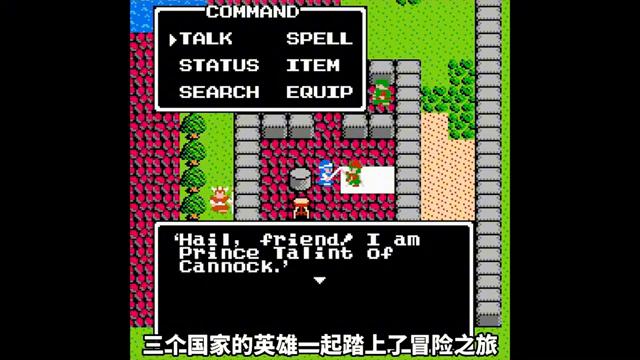 COMMAND
TALK SPELL
STATUS ITEM
SEARCH EQUIP
‘Hail, friend! I am
Prince Talint of
Cannock.’
三个国家的英雄一起踏上了冒险之旅